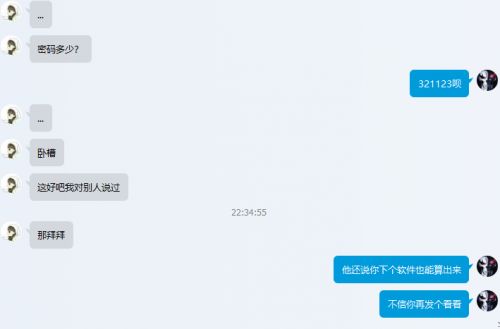 ...
密码多少?
321123呗
...
卧槽
这好吧我对别人说过
22:34:55
那拜拜
他还说你下个软件也能算出来
不信你再发个看看